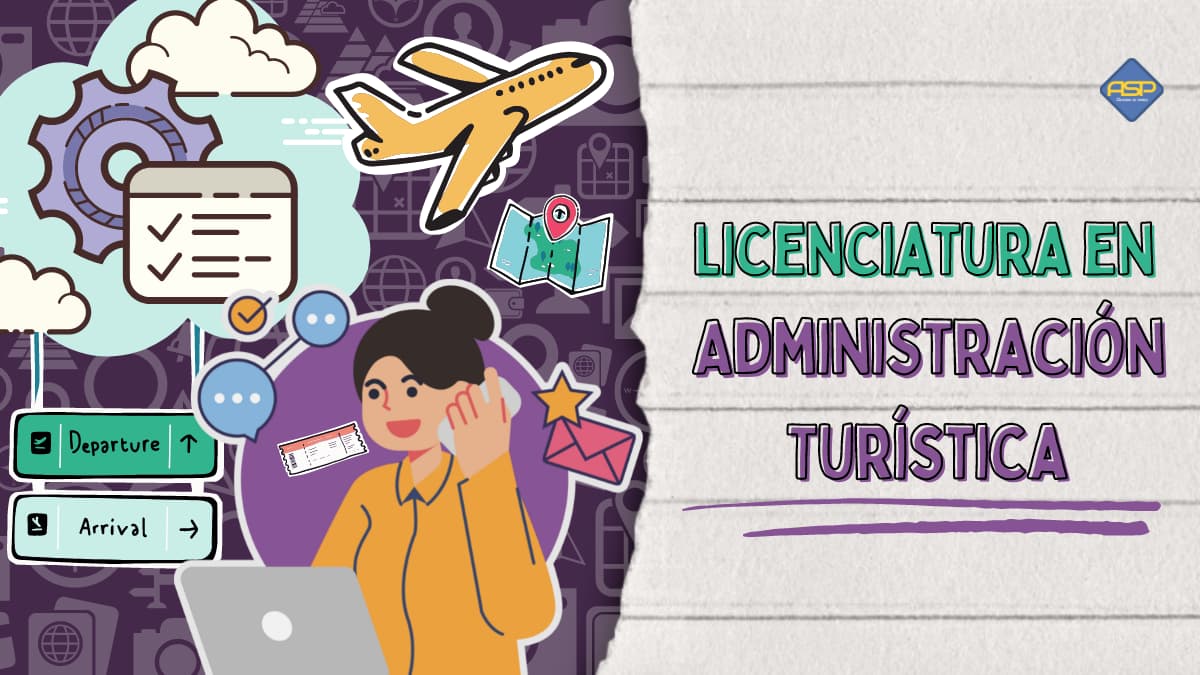 ASP
LICENCIATURA EN
ADMINISTRACIÓN
TURÍSTICA
Departure
Arrival